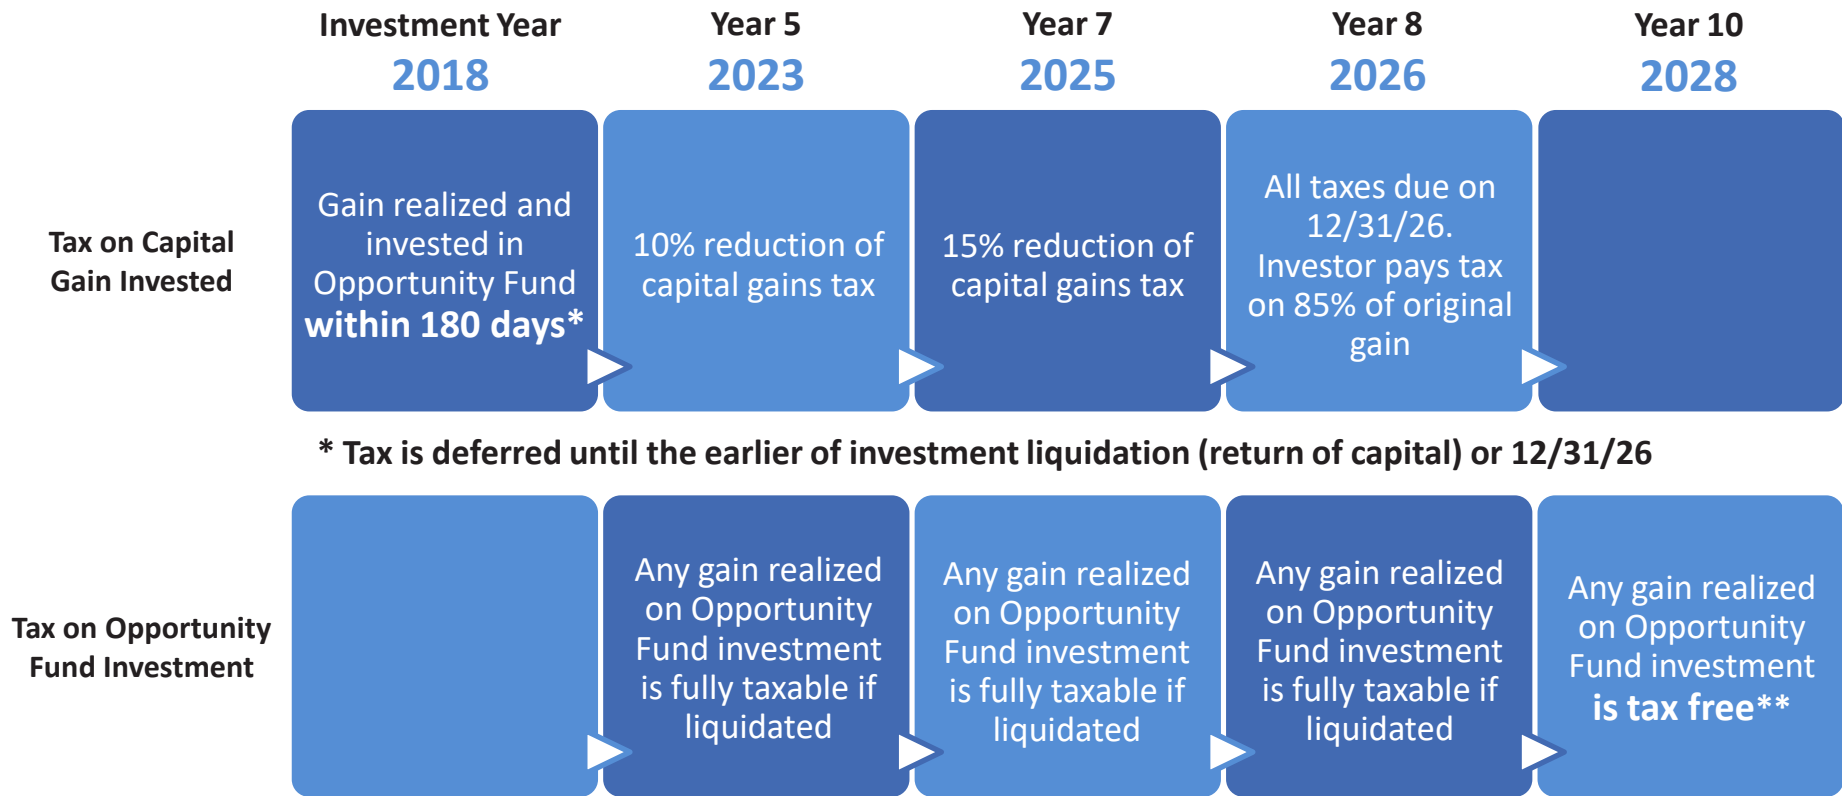 Investment Year
2018
Year 5
2023
Year 7
2025
Year 8
2026
Year 10
2028
Tax on Capital
Gain Invested
Gain realized and
invested in
Opportunity Fund
within 180 days*
10% reduction of
capital gains tax
15% reduction of
capital gains tax
All taxes due on
12/31/26.
Investor pays tax
on 85% of original
gain
* Tax is deferred until the earlier of investment liquidation (return of capital) or 12/31/26
Tax on Opportunity
Fund Investment
Any gain realized
on Opportunity
Fund investment
is fully taxable if
liquidated
Any gain realized
on Opportunity
Fund investment
is fully taxable if
liquidated
Any gain realized
on Opportunity
Fund investment
is fully taxable if
liquidated
Any gain realized
on Opportunity
Fund investment
is tax free**